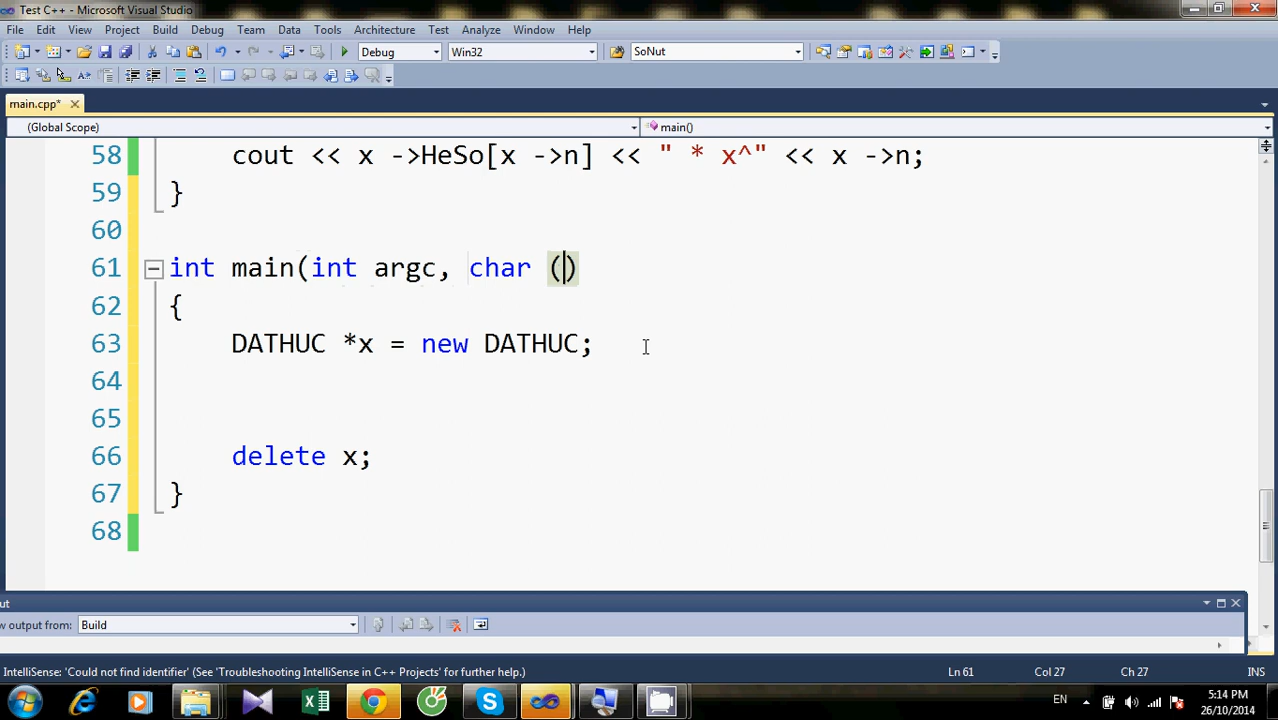 Test C++ - Microsoft Visual Studio
File Edit View Project Build Debug Team Data Tools Architecture Test Analyze Window Help
Debug Win32 SoNut
main.cpp*
(Global Scope) main()
58 cout << x ->HeSo[x ->n] << " * x^" << x ->n;
59 }
60
61 int main(int argc, char ()
62 {
63 DATHUC *x = new DATHUC;
64
65
66 delete x;
67 }
68
ut
w output from: Build
IntelliSense: 'Could not find identifier' (See 'Troubleshooting IntelliSense in C++ Projects' for further help.) Ln 61 Col 27 Ch 27 INS
EN 5:14 PM
26/10/2014